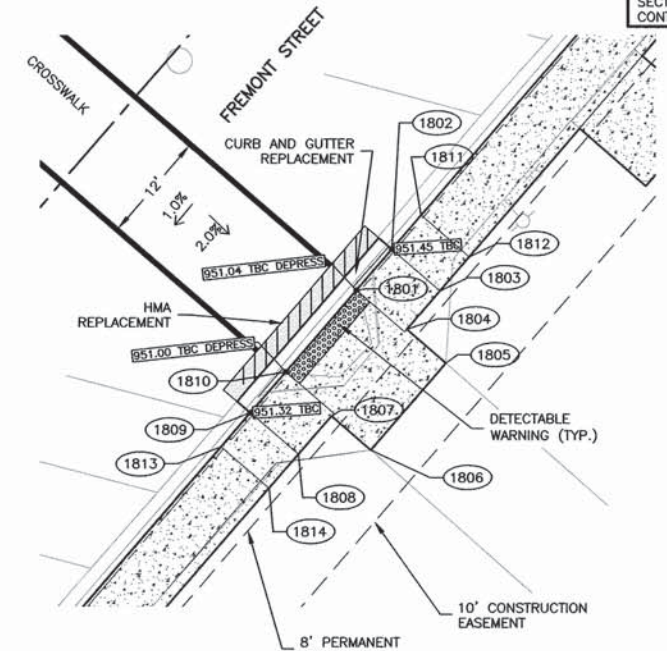 SECT
CONT
CROSSWALK
FREMONT STREET
CURB AND GUTTER
REPLACEMENT
1802
1811
12'
1.0%
2.0%
951.45 TBC
1812
951.04 TBC DEPRESS
1801
1803
HMA
REPLACEMENT
1804
951.00 TBC DEPRESS
1805
1810
951.32 TBC
1807
DETECTABLE
WARNING (TYP.)
1809
1813
1806
1808
1814
10' CONSTRUCTION
EASEMENT
8' PERMANENT